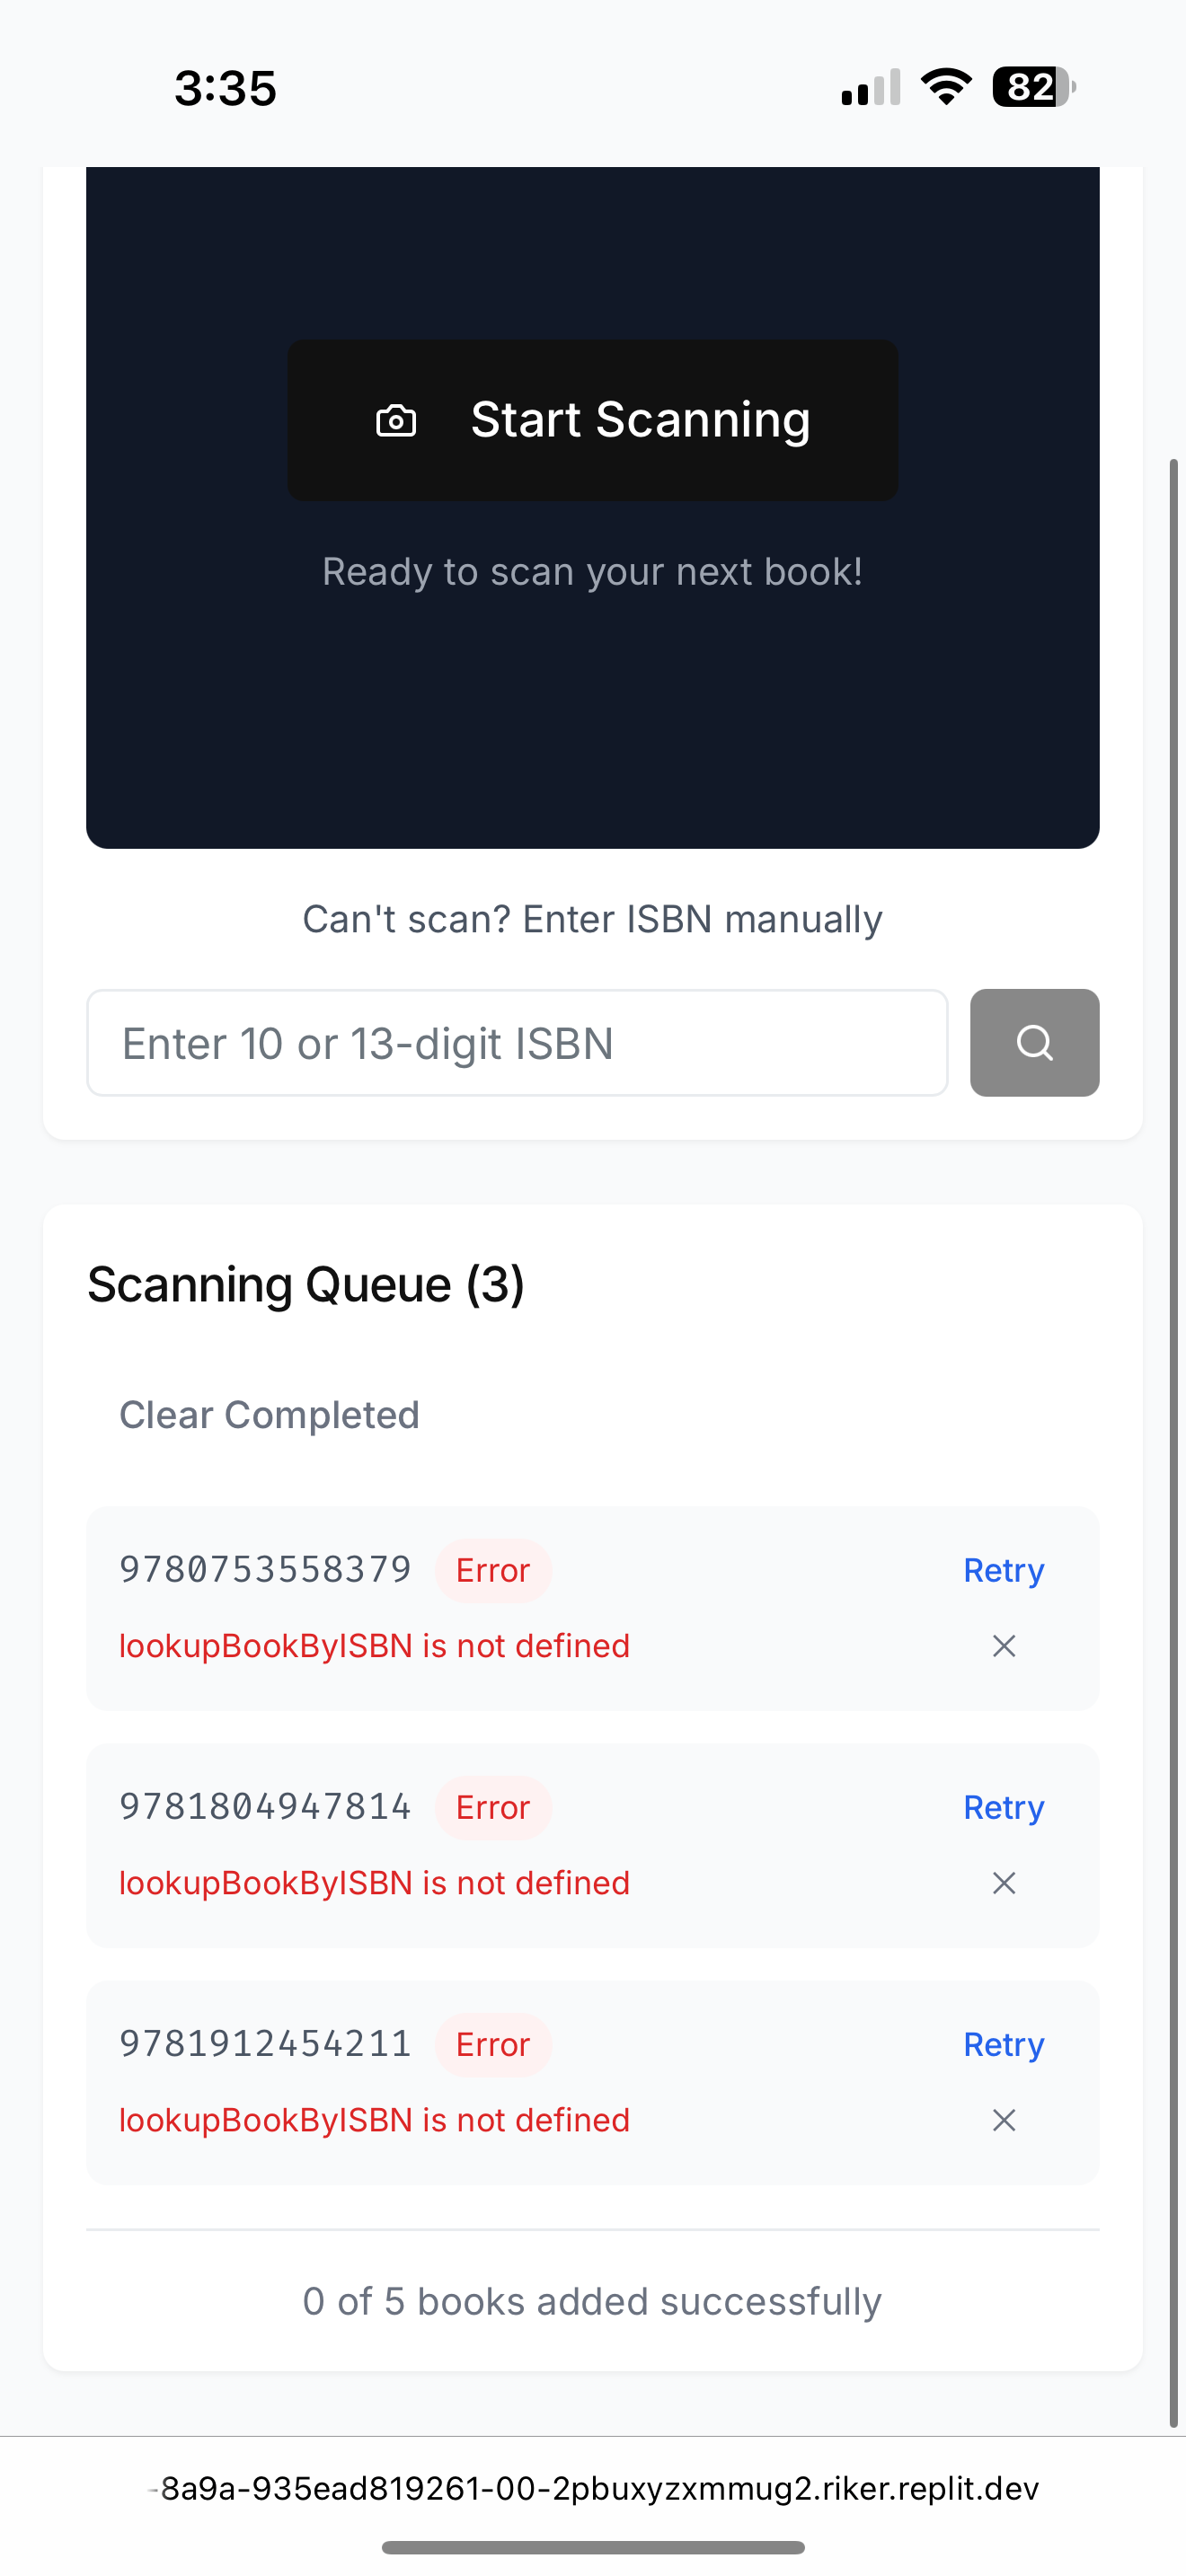 3:35
82
Start Scanning
Ready to scan your next book!
Can't scan? Enter ISBN manually
Enter 10 or 13-digit ISBN
Scanning Queue (3)
Clear Completed
9780753558379 Error Retry
lookupBookByISBN is not defined
9781804947814 Error Retry
lookupBookByISBN is not defined
9781912454211 Error Retry
lookupBookByISBN is not defined
0 of 5 books added successfully
-8a9a-935ead819261-00-2pbuxyzxmmug2.riker.replit.dev